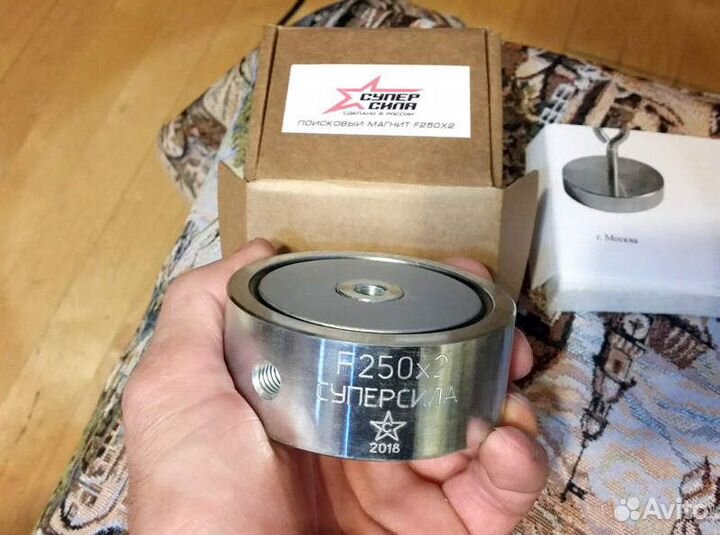 СУПЕР
СИЛА
СДЕЛАНО В РОССИИ
ПОИСКОВЫЙ МАГНИТ F250X2
г. Москва
F250x2
СУПЕРСИЛА
С
2018
Avito